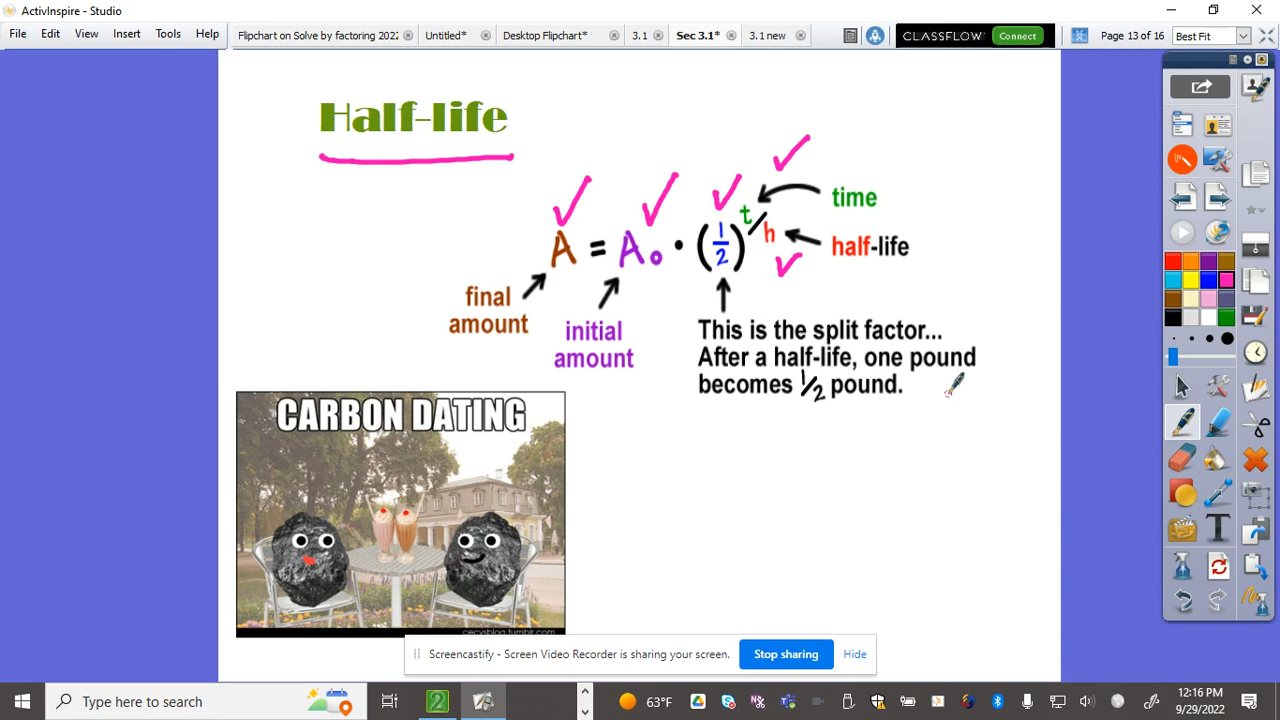 ActivInspire - Studio
File Edit View Insert Tools Help
Flipchart on Solve by factoring 2022 Untitled* Desktop Flipchart* 3.1 Sec 3.1* 3.1 new
CLASSFLOW Connect
Page 13 of 16 Best Fit
Half-life
A = A₀ · (1/2)^t/h
time
half-life
final
amount
initial
amount
This is the split factor...
After a half-life, one pound
becomes 1/2 pound.
CARBON DATING
cecysblog.tumblr.com
Screencastify - Screen Video Recorder is sharing your screen. Stop sharing Hide
Type here to search
63°F
12:16 PM
9/29/2022